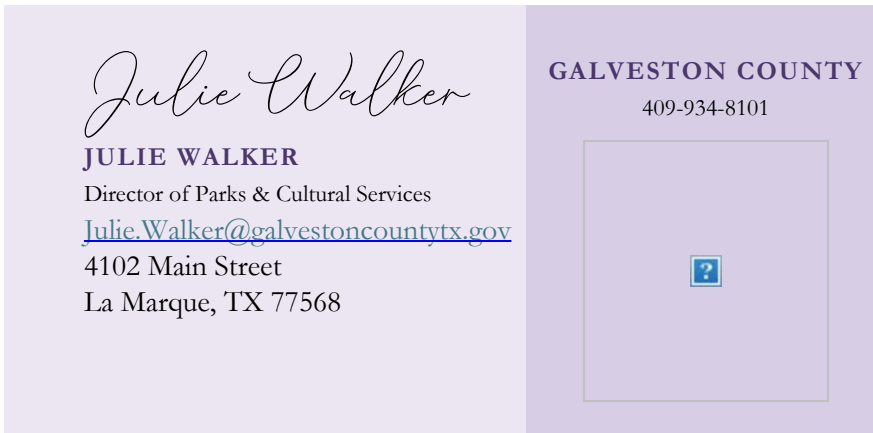 Julie Walker
JULIE WALKER
Director of Parks & Cultural Services
Julie.Walker@galvestoncountytx.gov
4102 Main Street
La Marque, TX 77568
GALVESTON COUNTY
409-934-8101
?